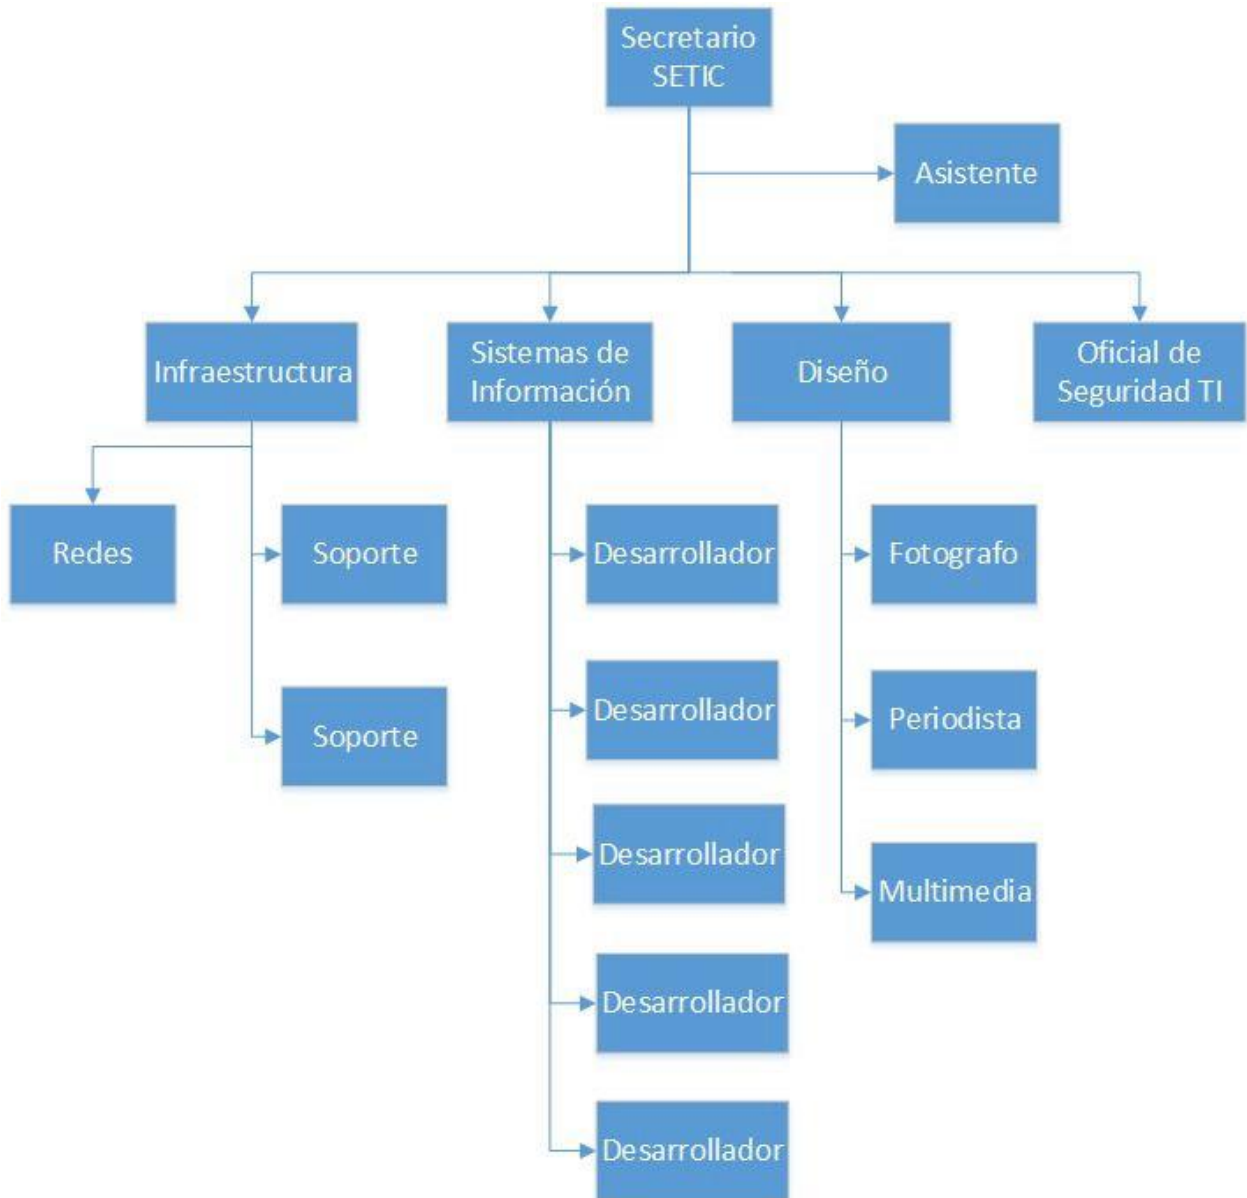 Secretario
SETIC
Asistente
Infraestructura
Sistemas de
Información
Diseño
Oficial de
Seguridad TI
Redes
Soporte
Desarrollador
Fotografo
Soporte
Desarrollador
Periodista
Desarrollador
Multimedia
Desarrollador
Desarrollador